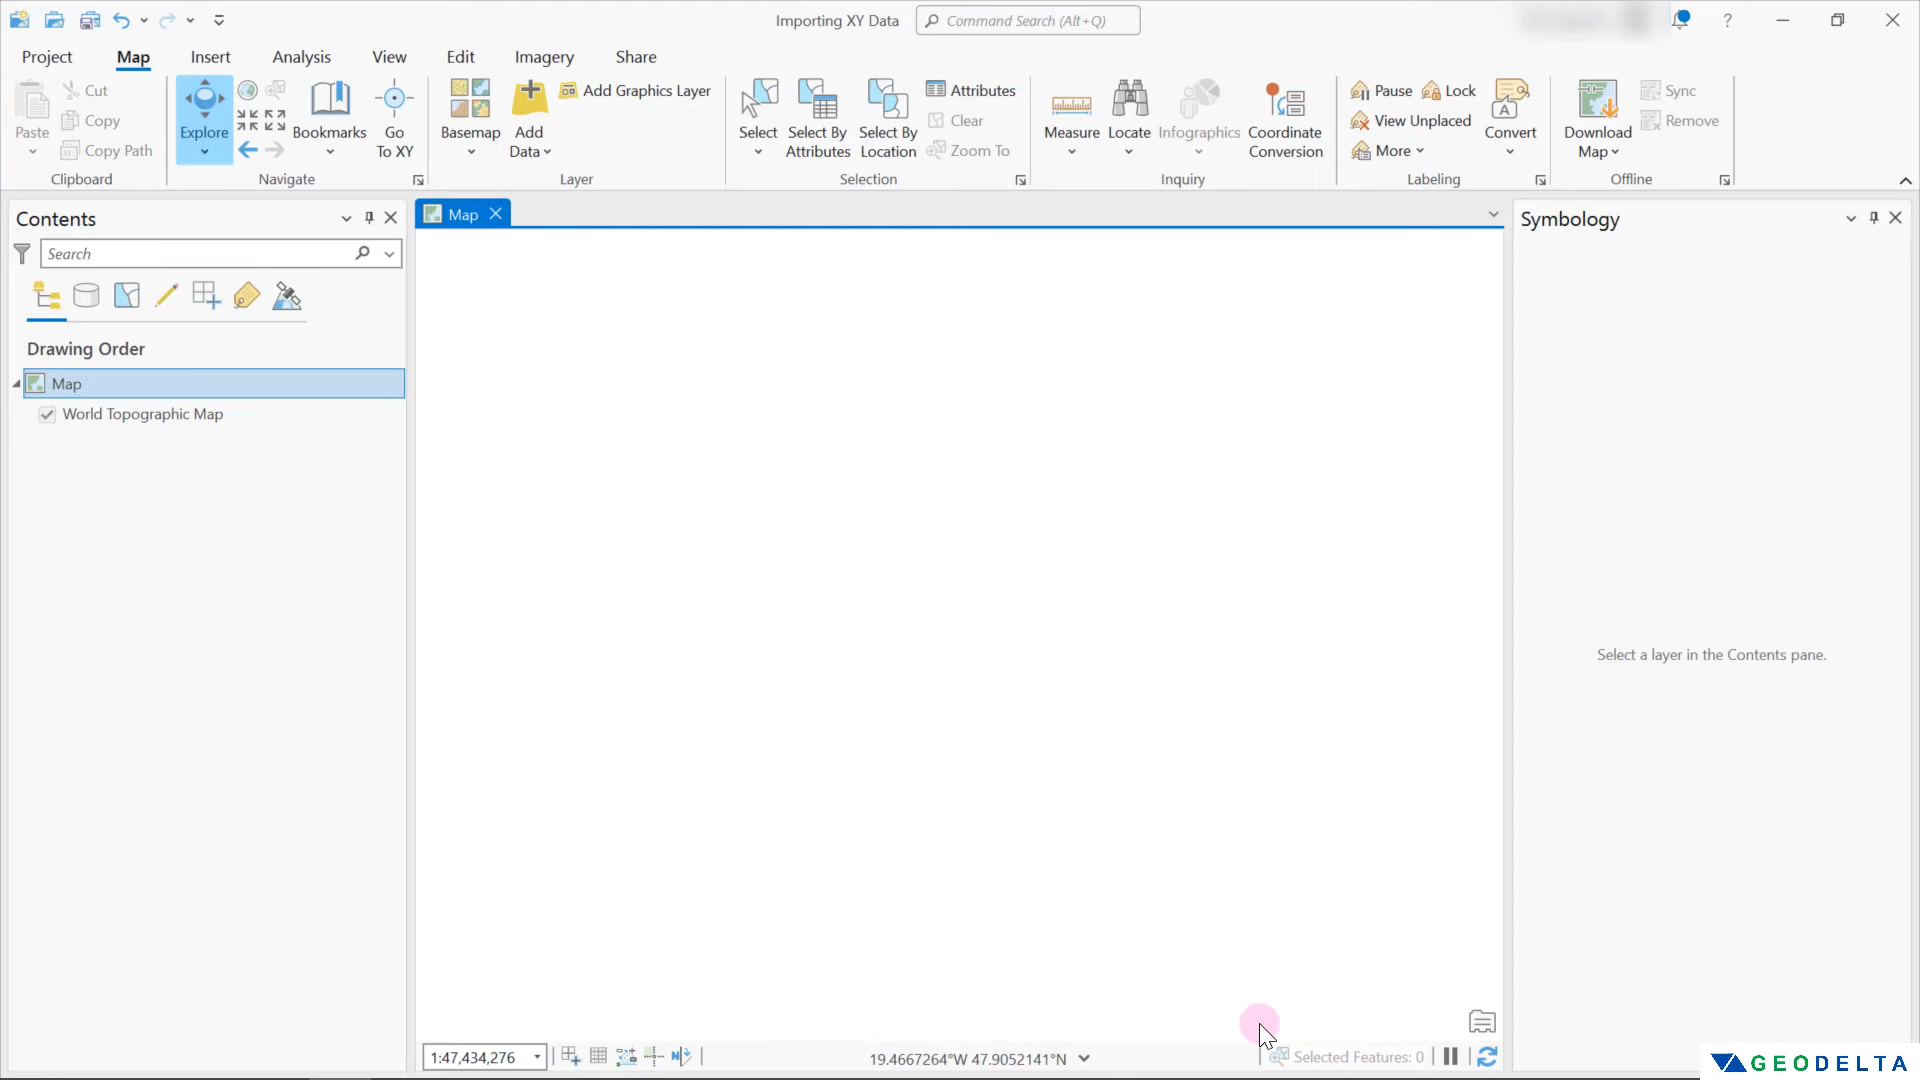 Importing XY Data
Command Search (Alt+Q)
?
Project Map Insert Analysis View Edit Imagery Share
Paste
Cut
Copy
Copy Path
Clipboard
Explore
Bookmarks
Go
To XY
Navigate
Basemap
Add
Data
Add Graphics Layer
Layer
Select
Select By
Attributes
Select By
Location
Attributes
Clear
Zoom To
Selection
Measure
Locate
Infographics
Coordinate
Conversion
Inquiry
Pause
Lock
View Unplaced
More
A
Convert
Labeling
Download
Map
Sync
Remove
Offline
Contents
Search
Drawing Order
Map
World Topographic Map
Map
1:47,434,276
19.4667264°W 47.9052141°N
Selected Features: 0
Symbology
Select a layer in the Contents pane.
GEODELTA